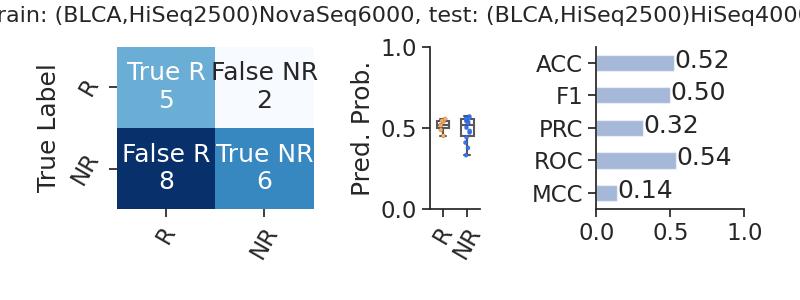 rain: (BLCA,HiSeq2500)NovaSeq6000, test: (BLCA,HiSeq2500)HiSeq400
True Label
R
NR
True R
5
False NR
2
False R
8
True NR
6
R
NR
Pred. Prob.
1.0
0.5
0.0
R
NR
ACC
0.52
F1
0.50
PRC
0.32
ROC
0.54
MCC
0.14
0.0
0.5
1.0